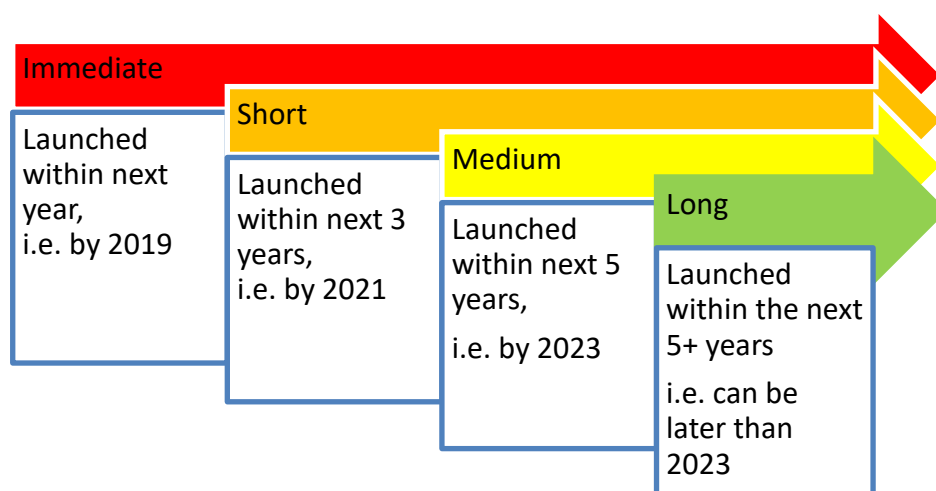 Immediate
Launched
within next
year,
i.e. by 2019
Short
Launched
within next 3
years,
i.e. by 2021
Medium
Launched
within next 5
years,
i.e. by 2023
Long
Launched
within the next
5+ years
i.e. can be
later than
2023